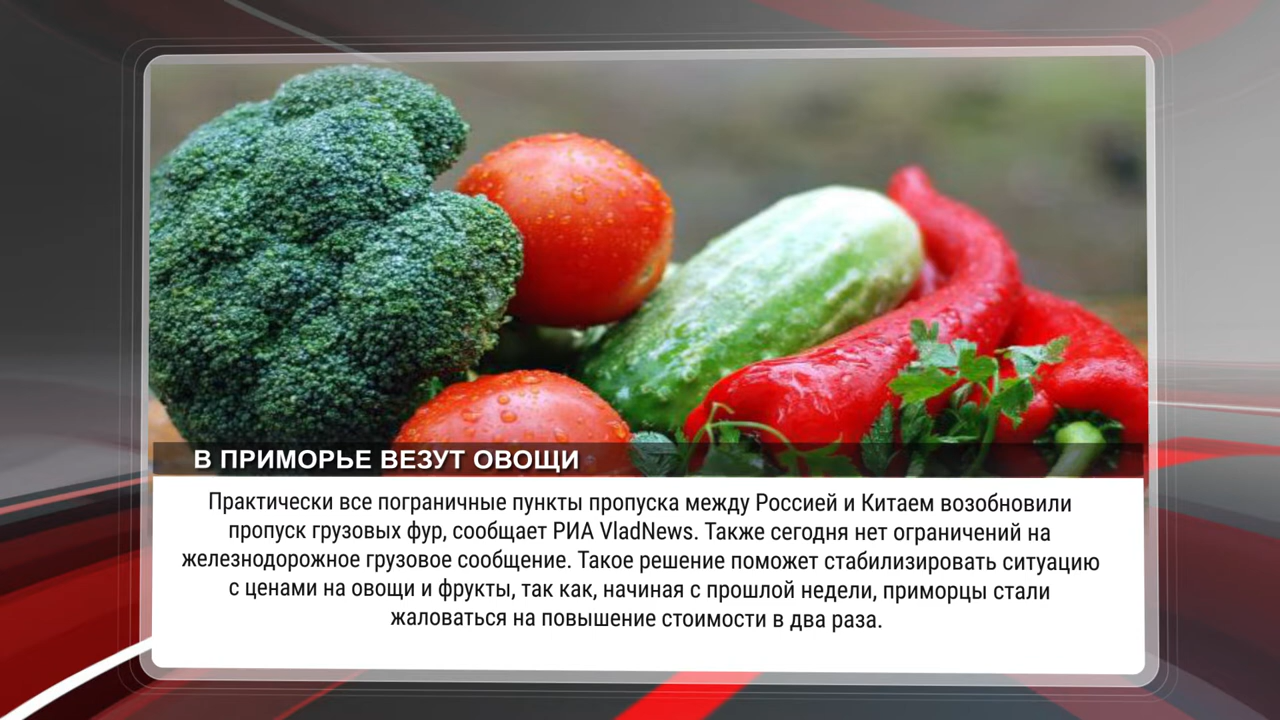 В ПРИМОРЬЕ ВЕЗУТ ОВОЩИ
Практически все пограничные пункты пропуска между Россией и Китаем возобновили
пропуск грузовых фур, сообщает РИА VladNews. Также сегодня нет ограничений на
железнодорожное грузовое сообщение. Такое решение поможет стабилизировать ситуацию
с ценами на овощи и фрукты, так как, начиная с прошлой недели, приморцы стали
жаловаться на повышение стоимости в два раза.